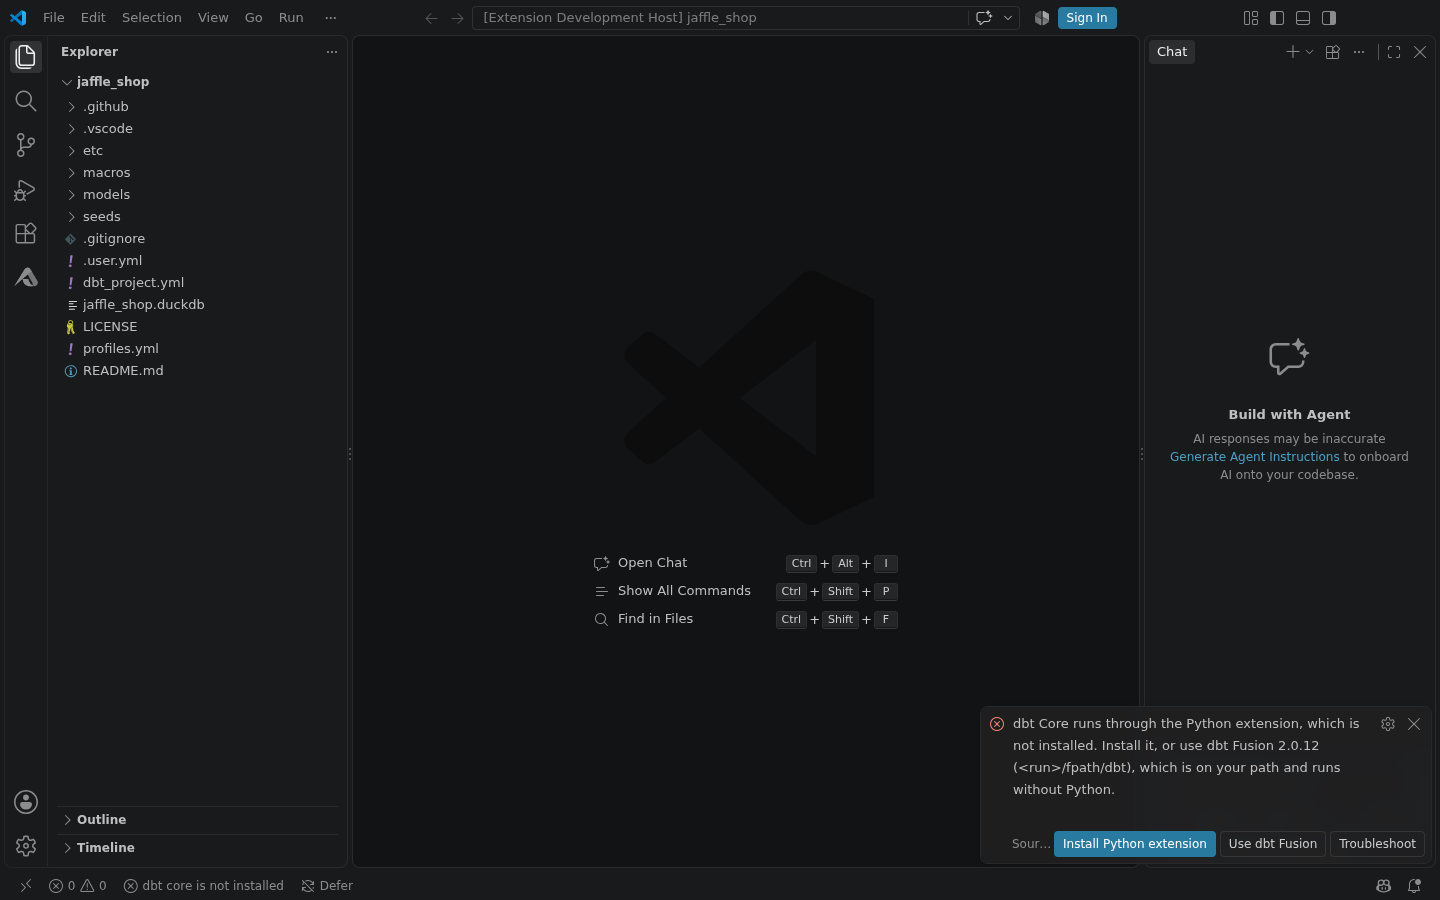 File Edit Selection View Go Run ···
[Extension Development Host] jaffle_shop
Sign In
Explorer
jaffle_shop
.github
.vscode
etc
macros
models
seeds
.gitignore
.user.yml
dbt_project.yml
jaffle_shop.duckdb
LICENSE
profiles.yml
README.md
Outline
Timeline
Open Chat Ctrl + Alt + I
Show All Commands Ctrl + Shift + P
Find in Files Ctrl + Shift + F
Chat
Build with Agent
AI responses may be inaccurate
Generate Agent Instructions to onboard
AI onto your codebase.
dbt Core runs through the Python extension, which is
not installed. Install it, or use dbt Fusion 2.0.12
(<run>/fpath/dbt), which is on your path and runs
without Python.
Sour... Install Python extension Use dbt Fusion Troubleshoot
0 0 dbt core is not installed Defer